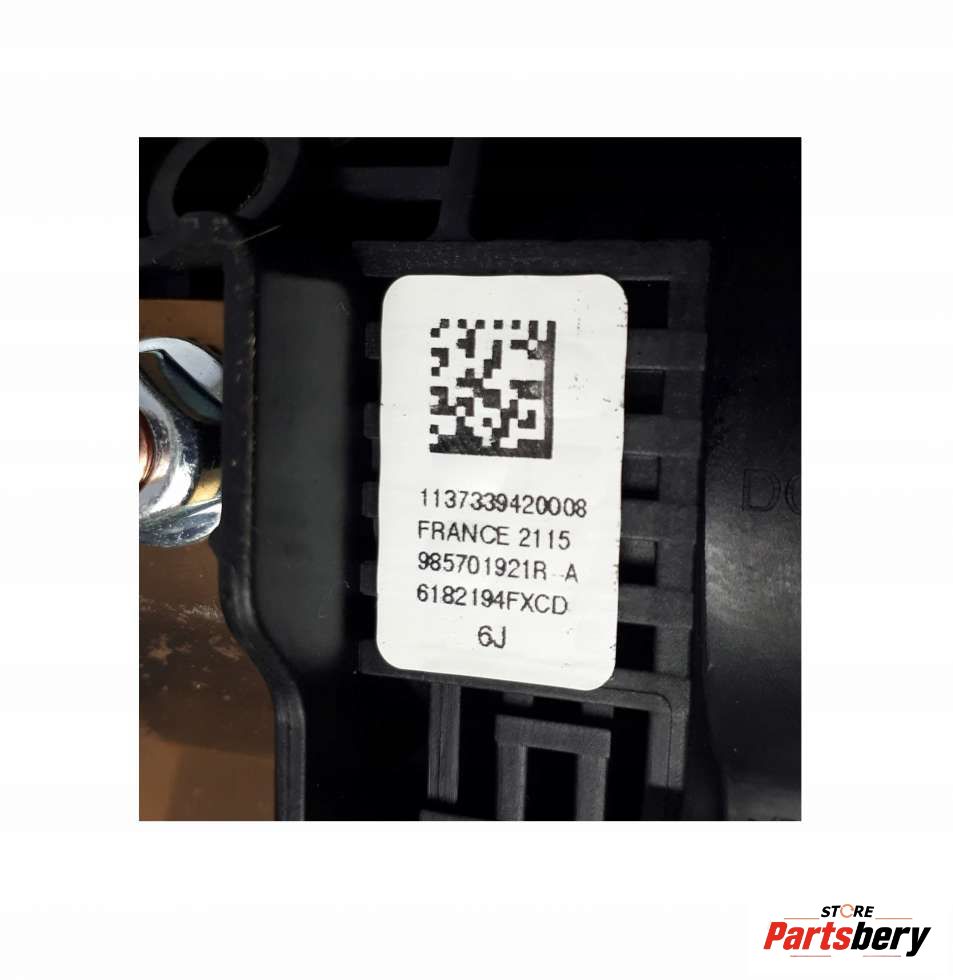 1137339420008
FRANCE 2115
985701921R--A
6182194FXCD
6J
STORE
Partsbery